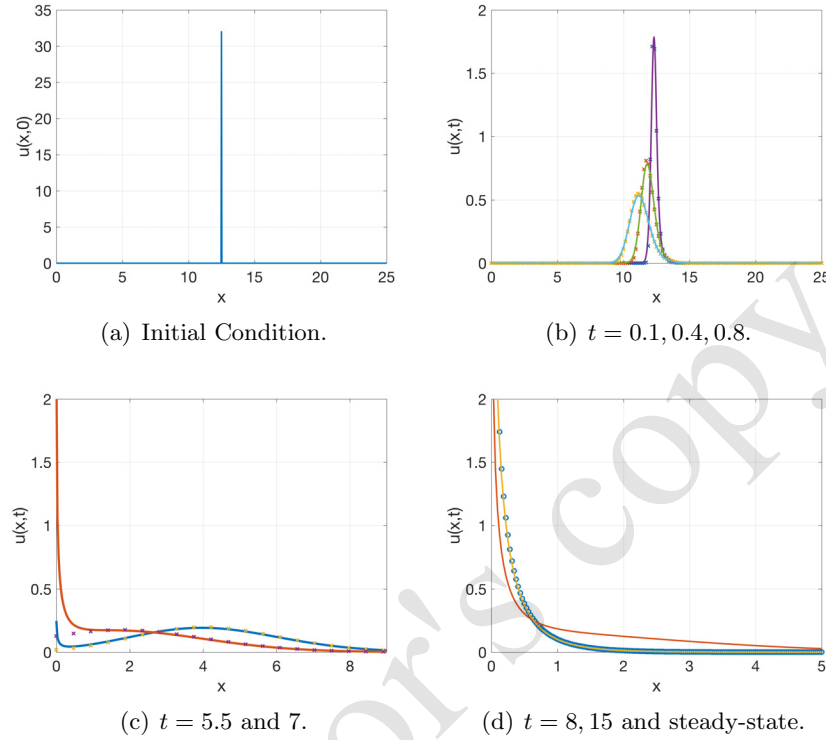 35
30
25
20
15
10
5
0
u(x,0)
0 5 10 15 20 25
x
(a) Initial Condition.
2
1.5
1
0.5
0
u(x,t)
0 5 10 15 20 25
x
(b) t = 0.1, 0.4, 0.8.
2
1.5
1
0.5
0
u(x,t)
0 2 4 6 8
x
(c) t = 5.5 and 7.
2
1.5
1
0.5
0
u(x,t)
0 1 2 3 4 5
x
(d) t = 8, 15 and steady-state.
or's copy